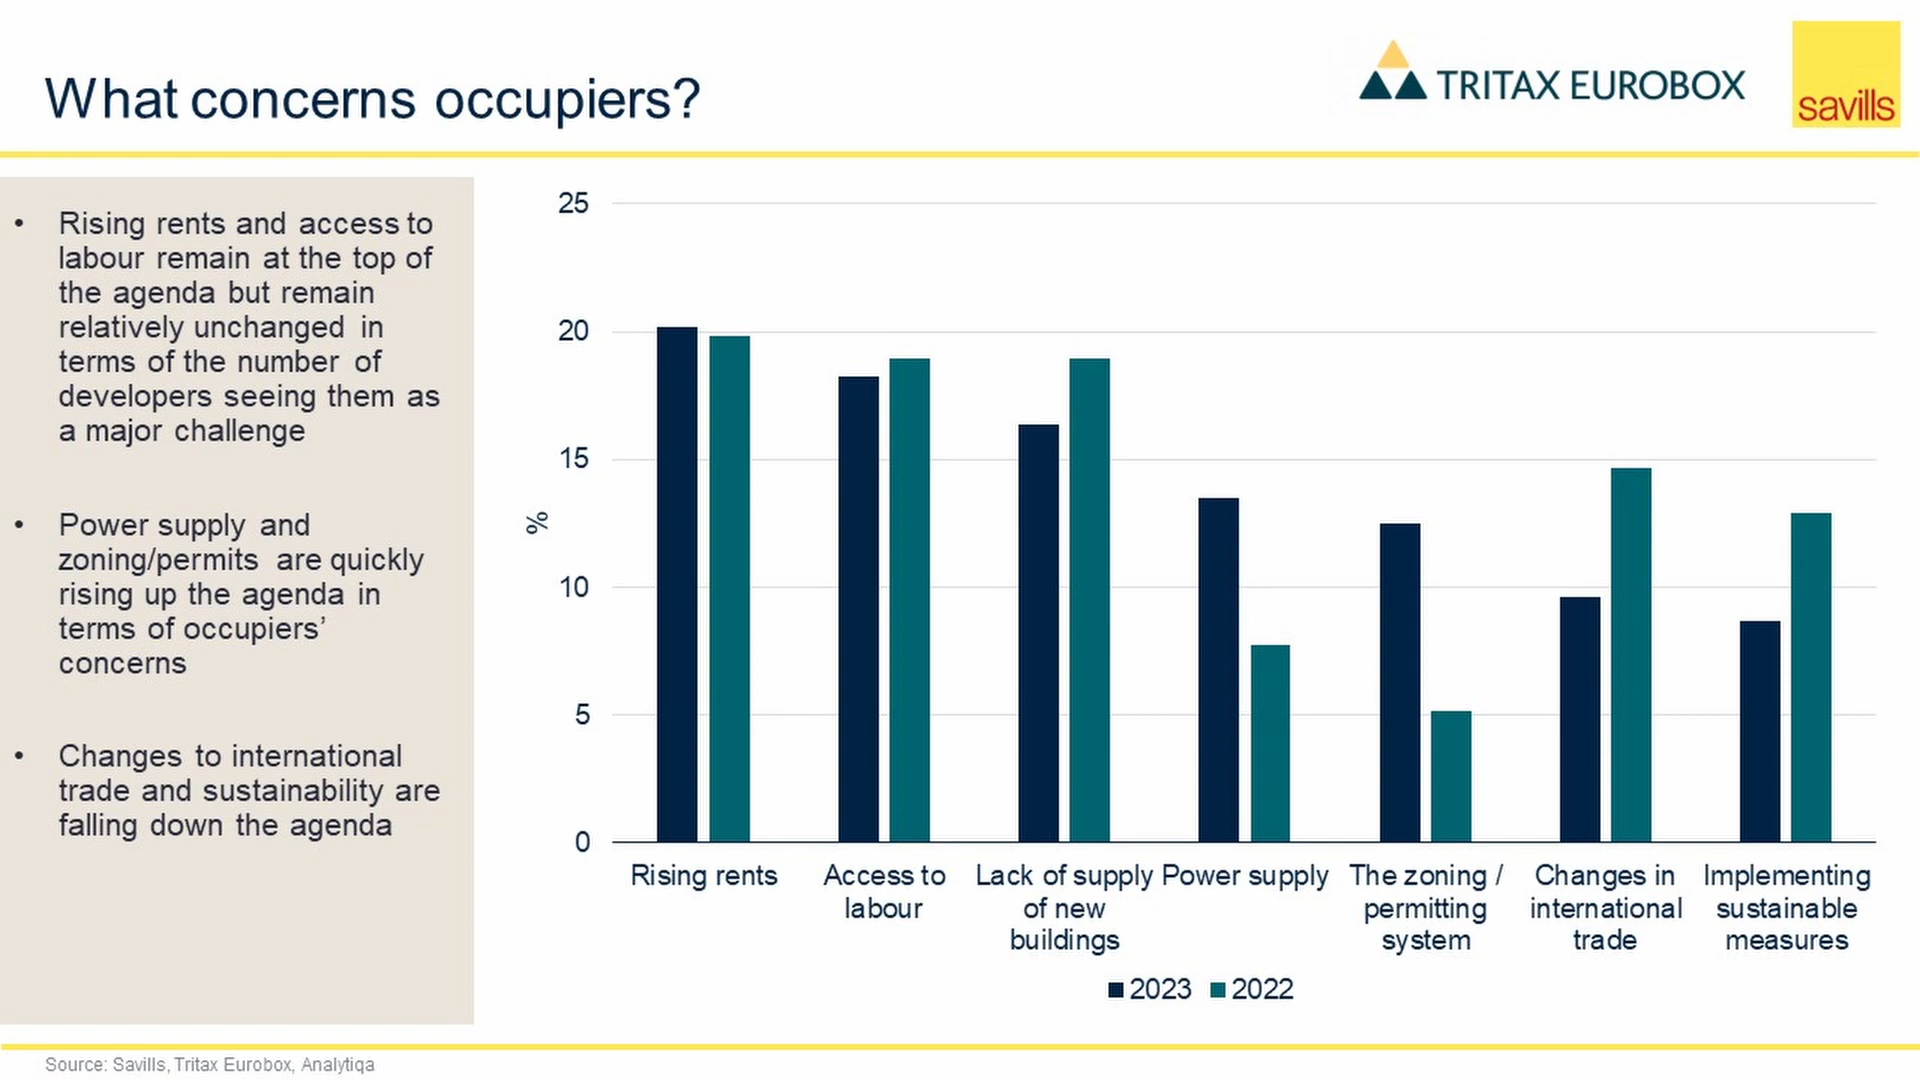 What concerns occupiers?
TRITAX EUROBOX
savills
• Rising rents and access to
labour remain at the top of
the agenda but remain
relatively unchanged in
terms of the number of
developers seeing them as
a major challenge
• Power supply and
zoning/permits are quickly
rising up the agenda in
terms of occupiers’
concerns
• Changes to international
trade and sustainability are
falling down the agenda
25
20
15
10
5
0
%
Rising rents
Access to
labour
Lack of supply
of new
buildings
Power supply
The zoning /
permitting
system
Changes in
international
trade
Implementing
sustainable
measures
2023 2022
Source: Savills, Tritax Eurobox, Analytiqa